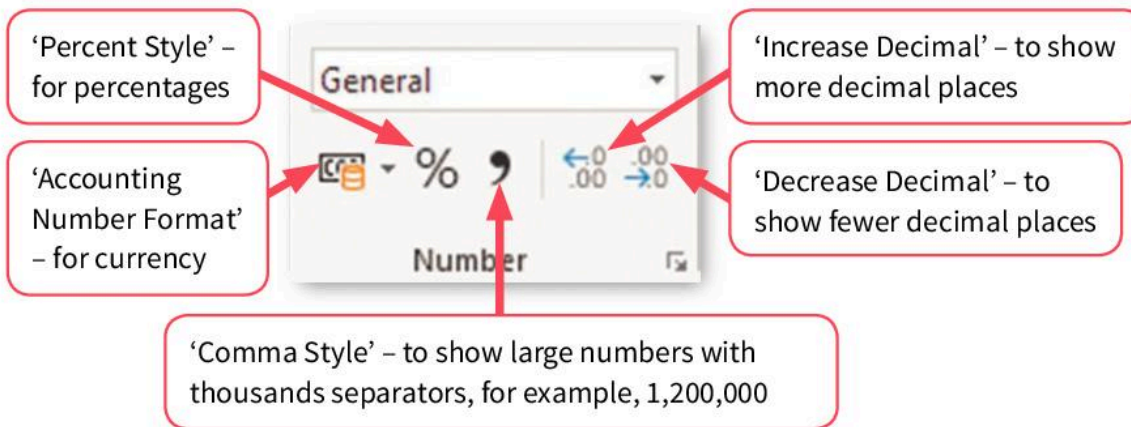 ‘Percent Style’ –
for percentages
‘Accounting
Number Format’
– for currency
General
%
,
←.0
.00
.00
→.0
Number
‘Increase Decimal’ – to show
more decimal places
‘Decrease Decimal’ – to
show fewer decimal places
‘Comma Style’ – to show large numbers with
thousands separators, for example, 1,200,000